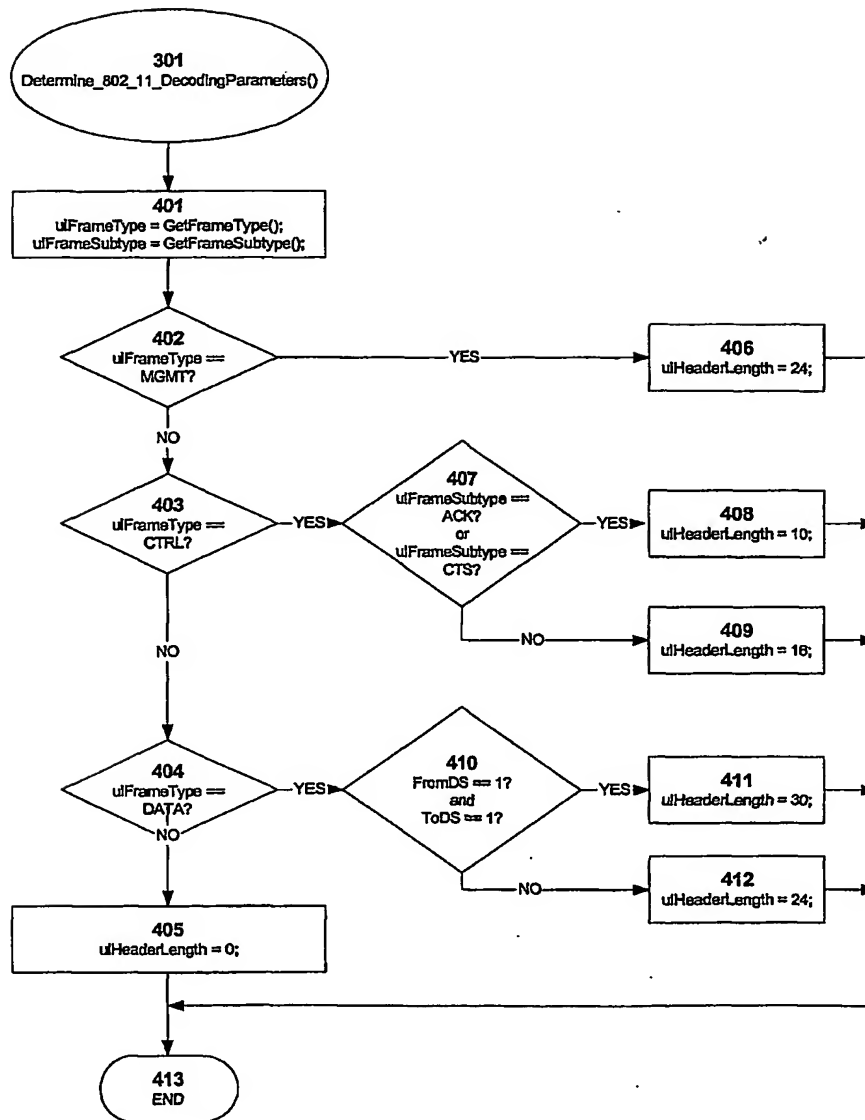 301
Determine_802_11_DecodingParameters()
401
ulFrameType = GetFrameType();
ulFrameSubtype = GetFrameSubtype();
402
ulFrameType ==
MGMT?
YES
406
ulHeaderLength = 24;
NO
403
ulFrameType ==
CTRL?
YES
407
ulFrameSubtype ==
ACK?
or
ulFrameSubtype ==
CTS?
YES
408
ulHeaderLength = 10;
NO
409
ulHeaderLength = 16;
NO
404
ulFrameType ==
DATA?
NO
YES
410
FromDS == 1?
and
ToDS == 1?
YES
411
ulHeaderLength = 30;
NO
412
ulHeaderLength = 24;
405
ulHeaderLength = 0;
413
END